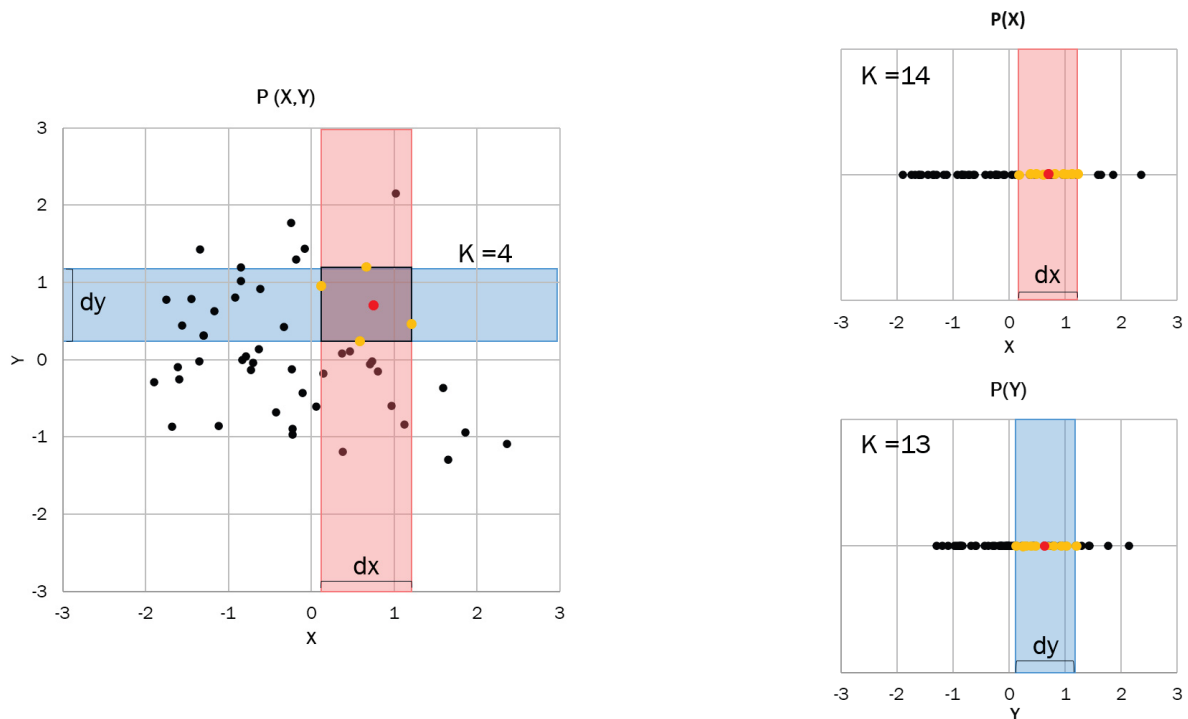 P (X,Y)
3
2
1
0
-1
-2
-3
Y
dy
K =4
dx
-3 -2 -1 0 1 2 3
X
P(X)
K =14
dx
-3 -2 -1 0 1 2 3
X
P(Y)
K =13
dy
-3 -2 -1 0 1 2 3
Y